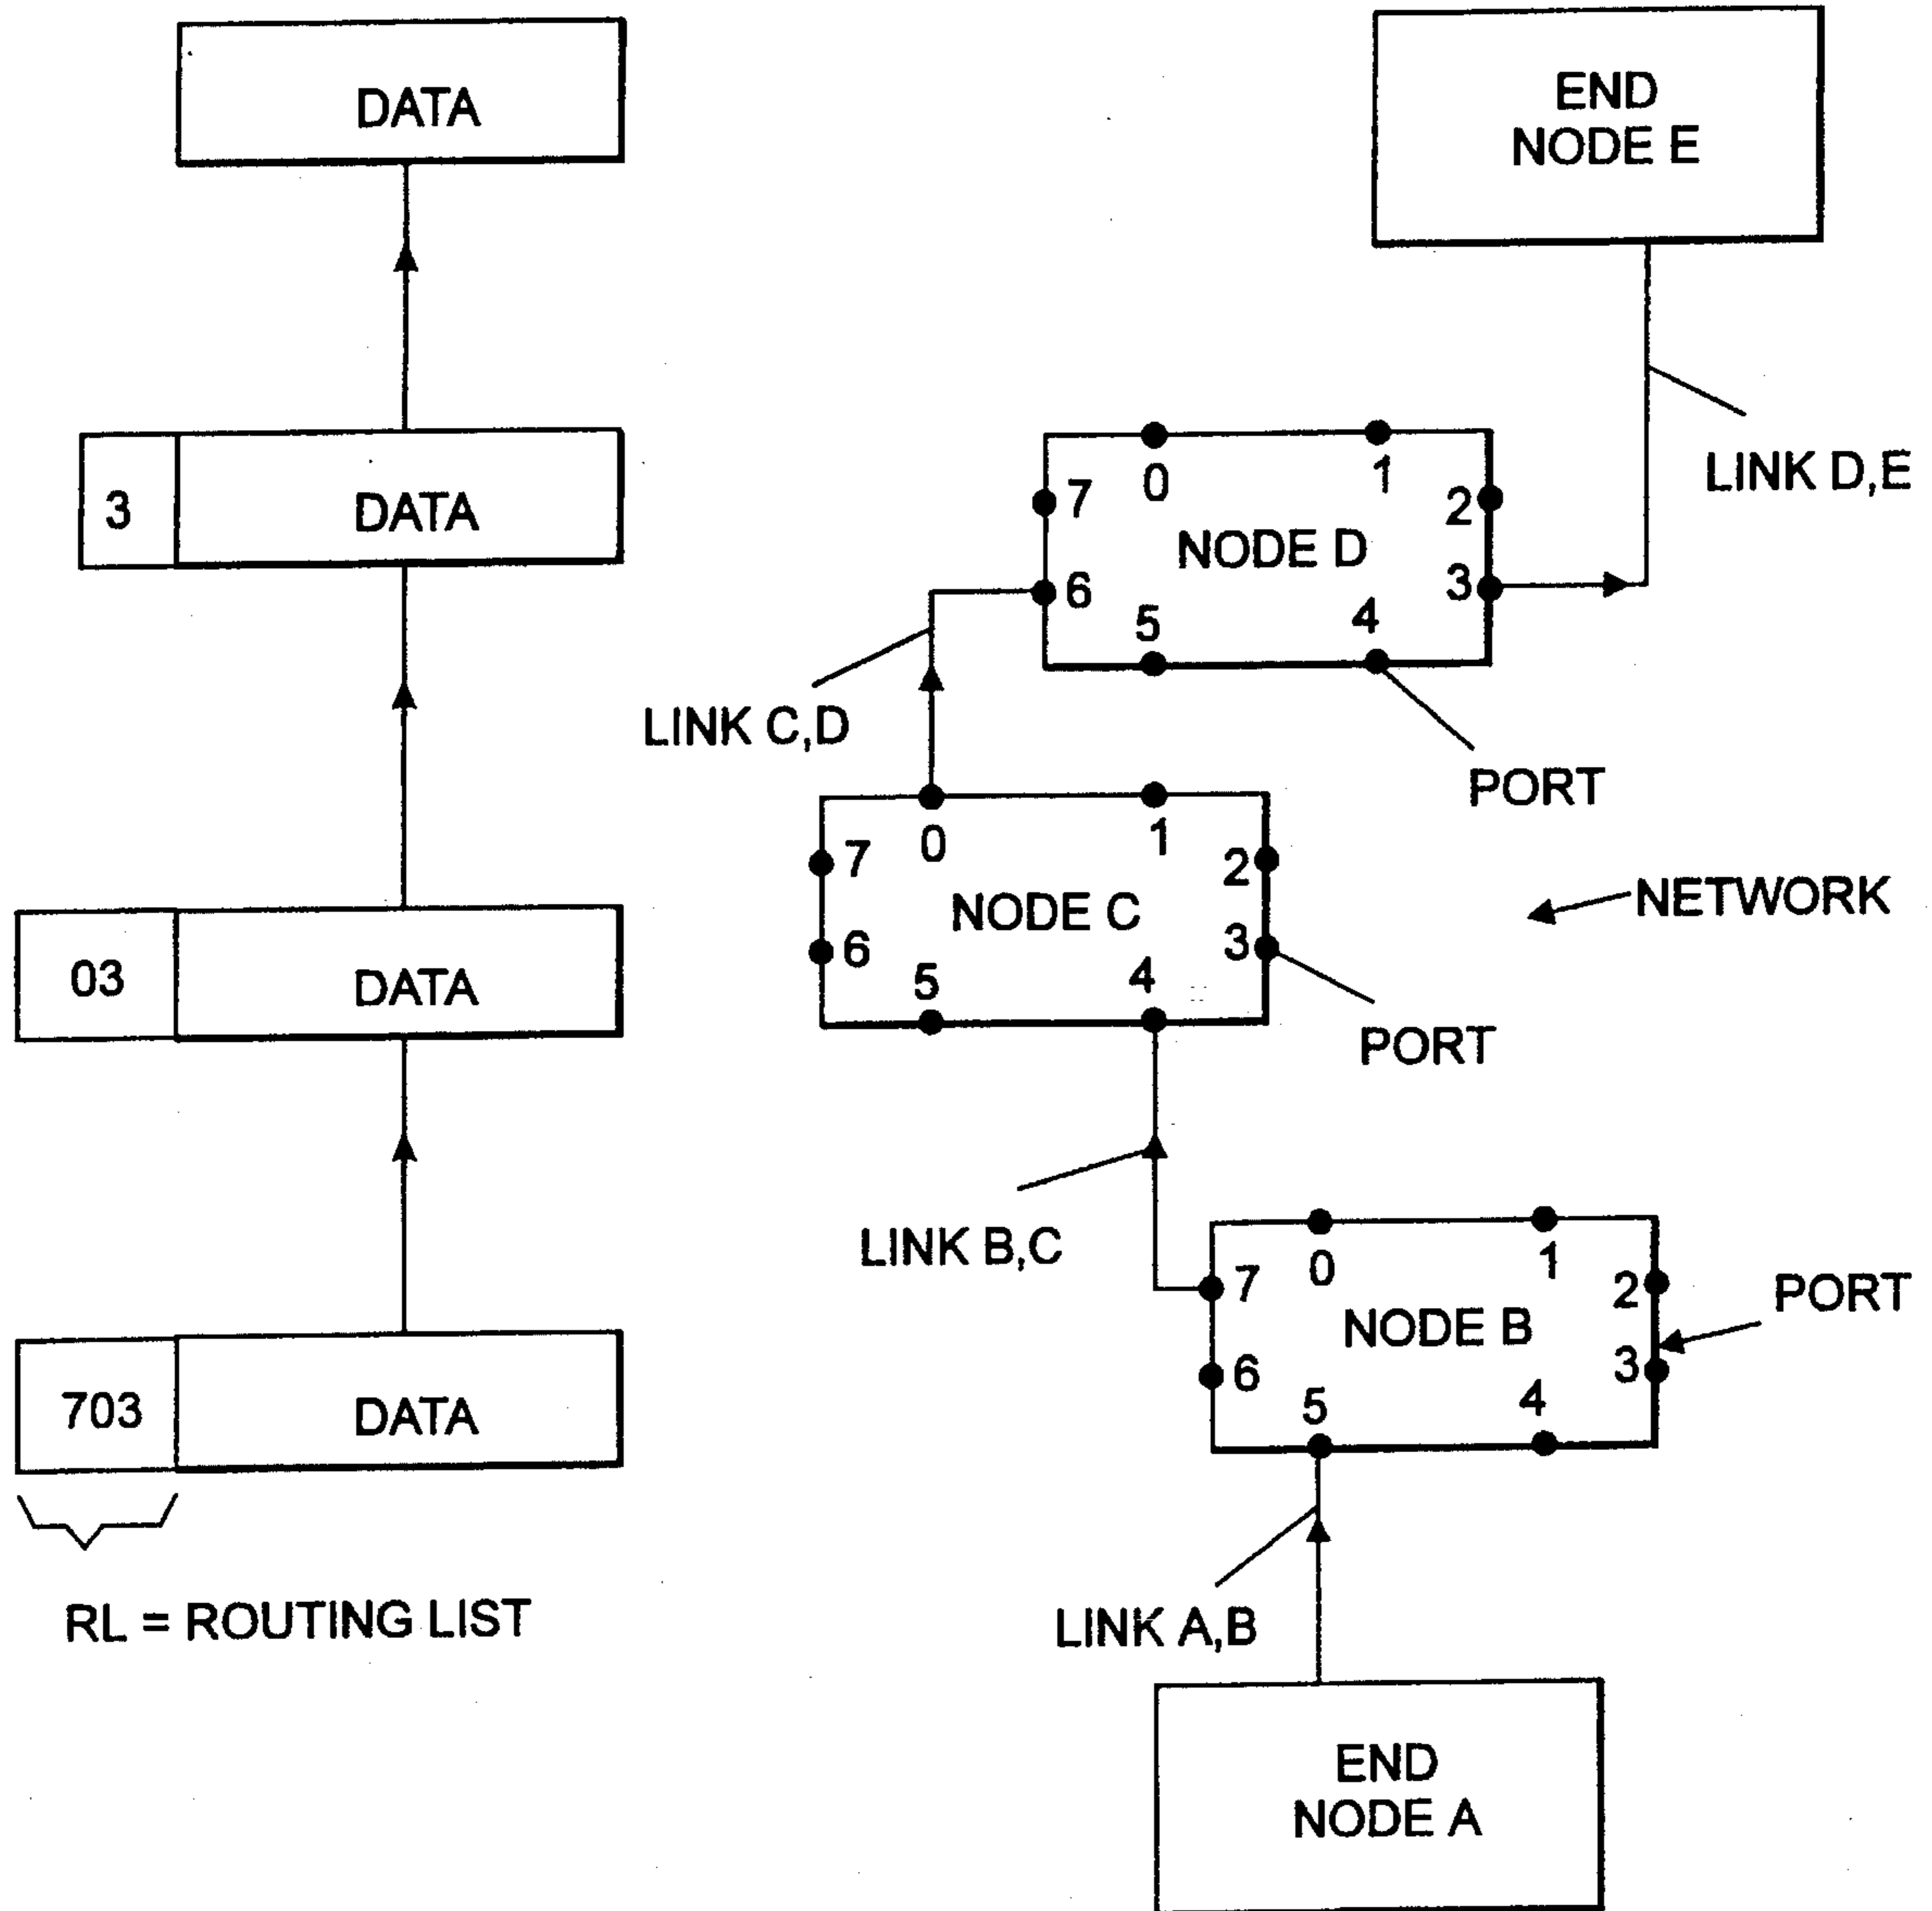 DATA
3
DATA
03
DATA
703
DATA
RL = ROUTING LIST
END
NODE E
LINK D,E
0
1
7
2
NODE D
6
3
5
4
LINK C,D
PORT
0
1
7
2
NODE C
6
3
5
4
NETWORK
PORT
LINK B,C
0
1
7
2
NODE B
PORT
6
3
5
4
LINK A,B
END
NODE A